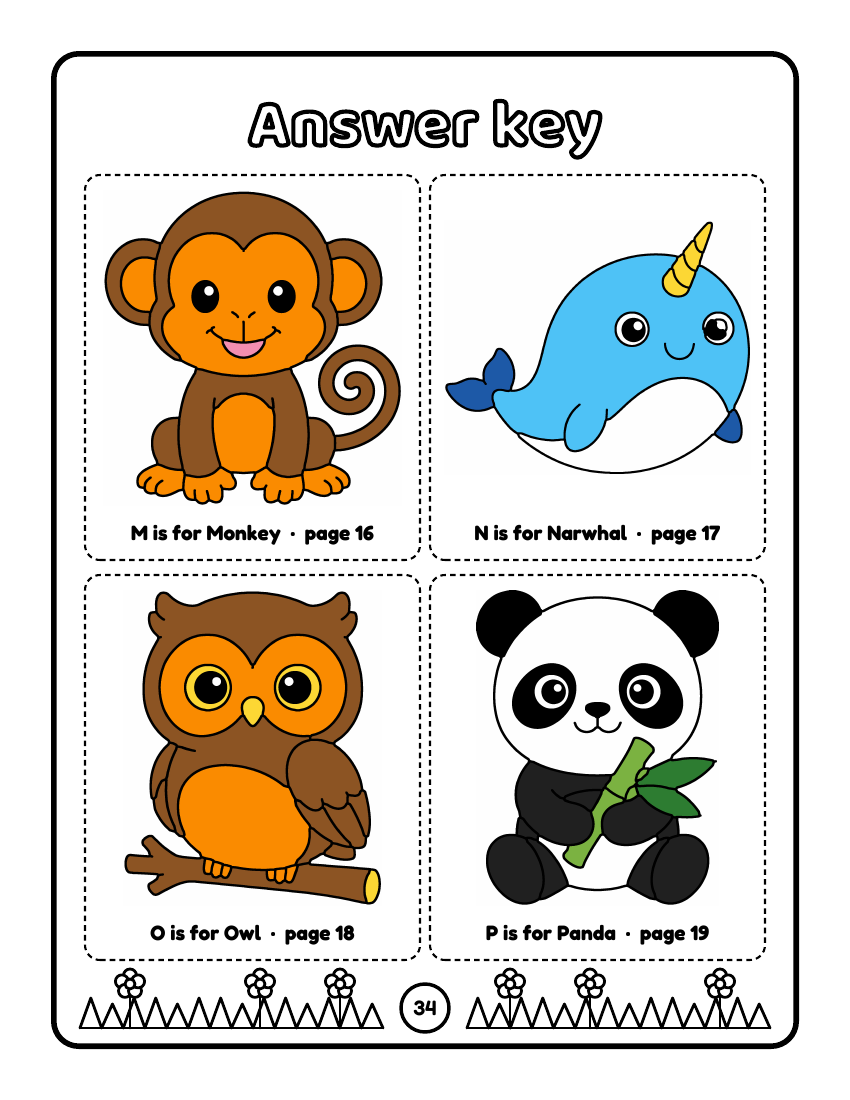 Answer key
M is for Monkey · page 16
N is for Narwhal · page 17
O is for Owl · page 18
P is for Panda · page 19
34